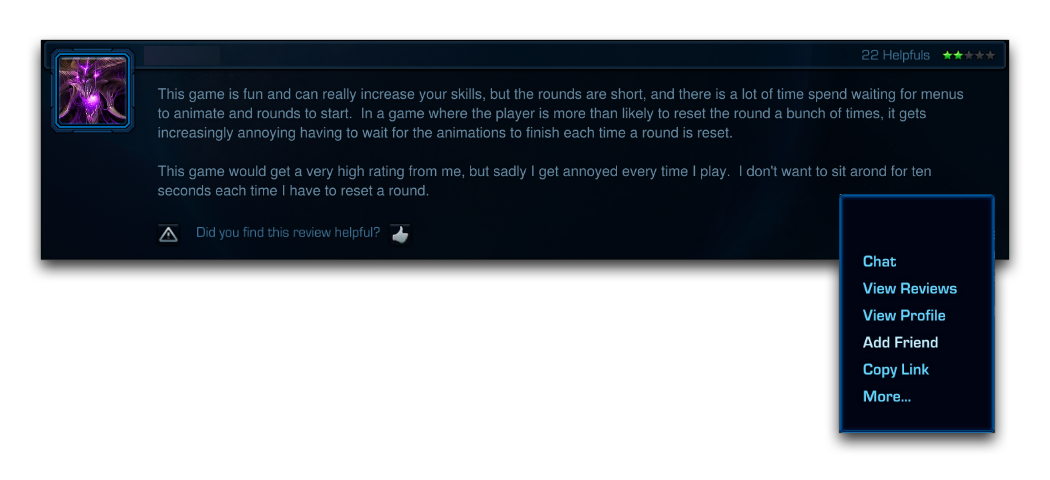 22 Helpfuls
This game is fun and can really increase your skills, but the rounds are short, and there is a lot of time spend waiting for menus
to animate and rounds to start.  In a game where the player is more than likely to reset the round a bunch of times, it gets
increasingly annoying having to wait for the animations to finish each time a round is reset.
This game would get a very high rating from me, but sadly I get annoyed every time I play.  I don't want to sit arond for ten
seconds each time I have to reset a round.
Did you find this review helpful?
Chat
View Reviews
View Profile
Add Friend
Copy Link
More...